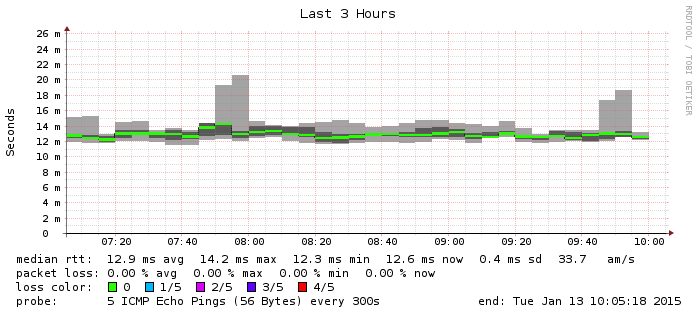 Last 3 Hours
RRDTOOL / TOBI OETIKER
Seconds
26 m
24 m
22 m
20 m
18 m
16 m
14 m
12 m
10 m
8 m
6 m
4 m
2 m
0
07:20 07:40 08:00 08:20 08:40 09:00 09:20 09:40 10:00
median rtt: 12.9 ms avg 14.2 ms max 12.3 ms min 12.6 ms now 0.4 ms sd 33.7 am/s
packet loss: 0.00 % avg 0.00 % max 0.00 % min 0.00 % now
loss color: 0 1/5 2/5 3/5 4/5
probe: 5 ICMP Echo Pings (56 Bytes) every 300s end: Tue Jan 13 10:05:18 2015